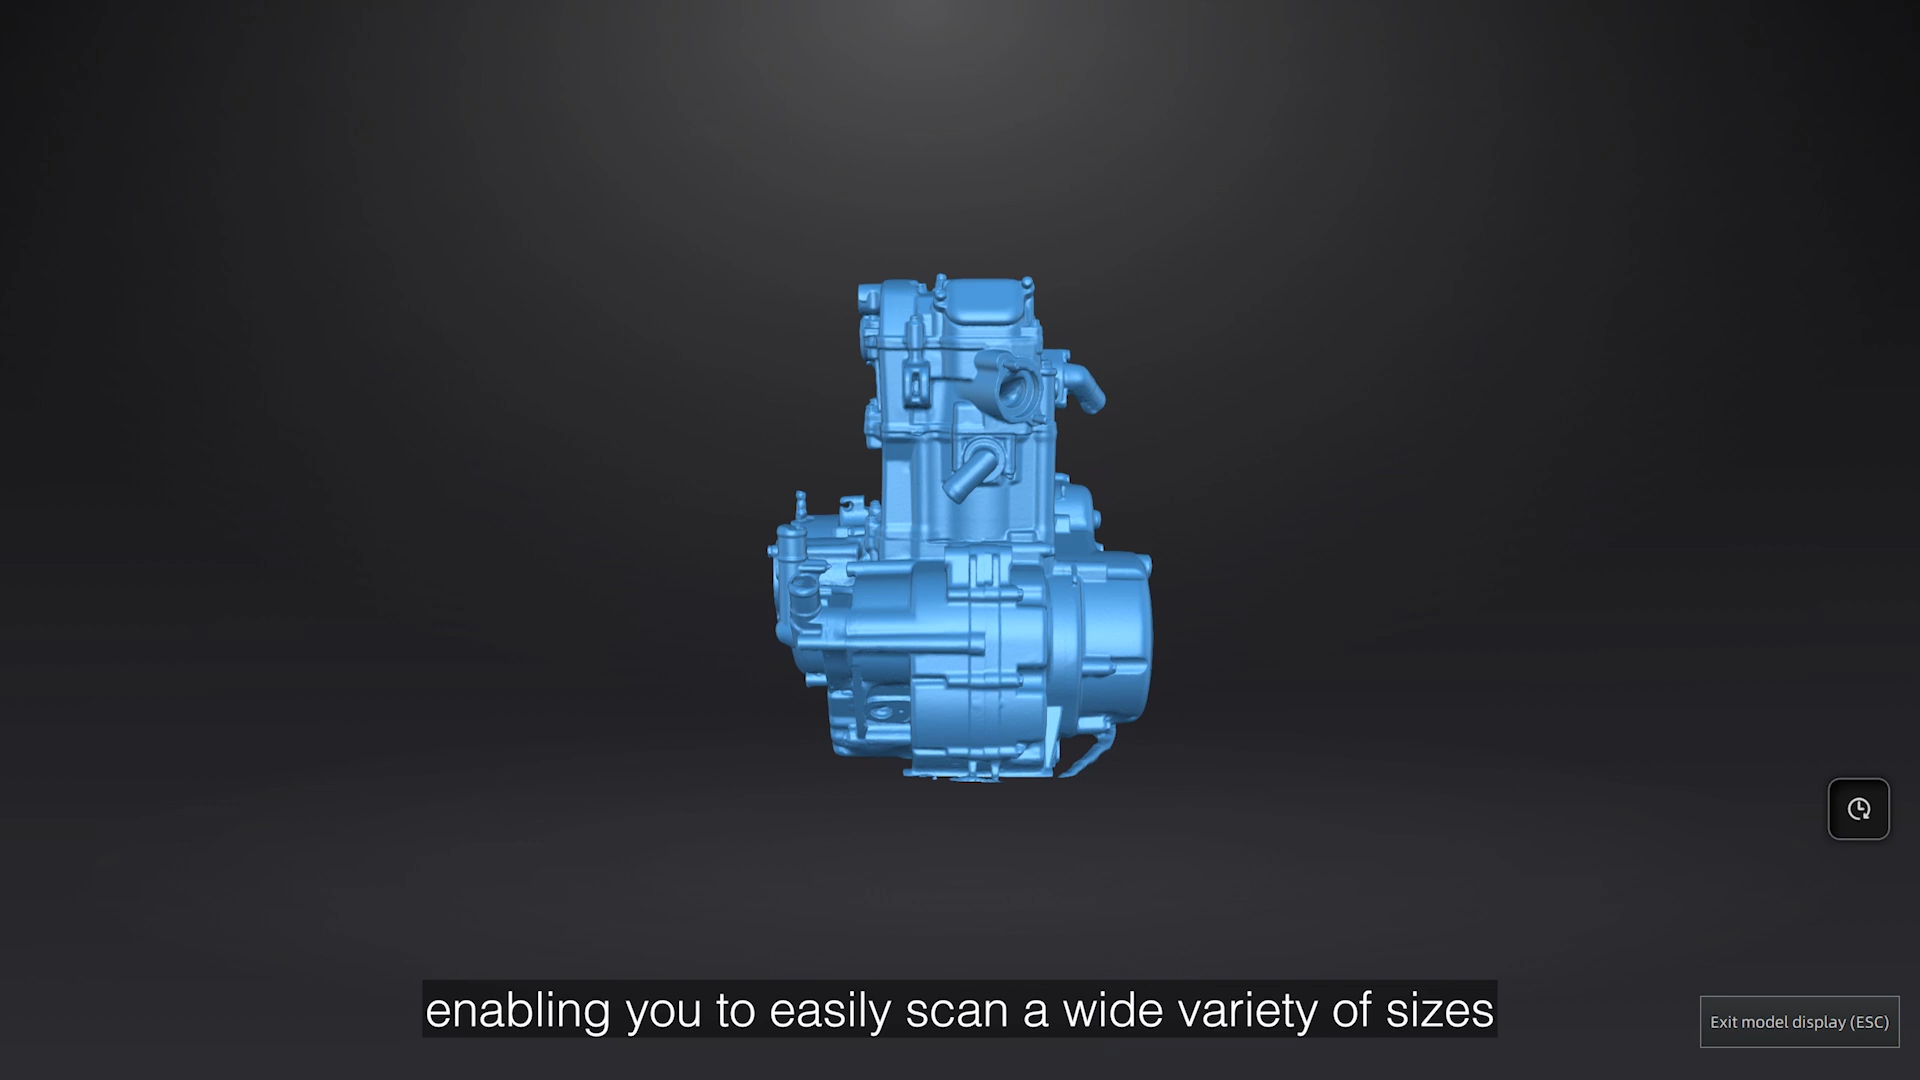 enabling you to easily scan a wide variety of sizes
Exit model display (ESC)